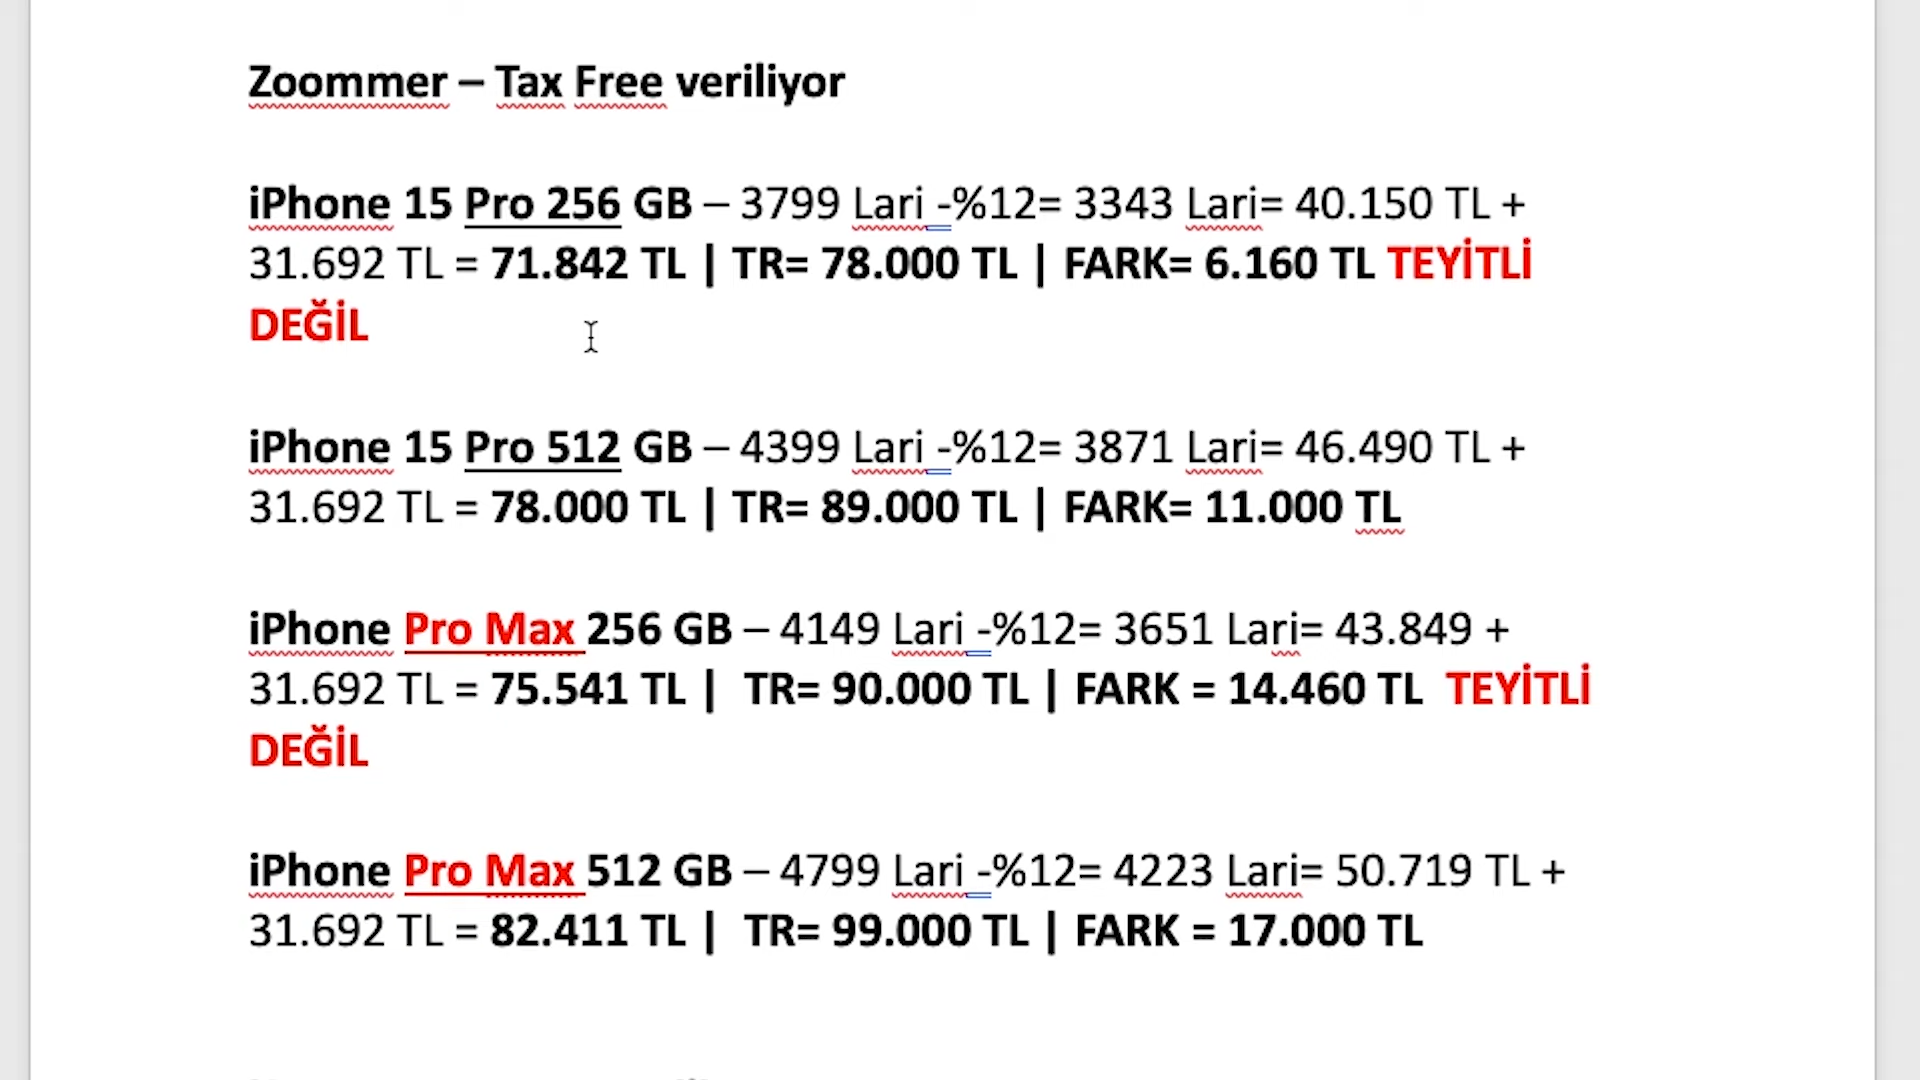 Zoommer – Tax Free veriliyor
iPhone 15 Pro 256 GB – 3799 Lari -%12= 3343 Lari= 40.150 TL +
31.692 TL = 71.842 TL | TR= 78.000 TL | FARK= 6.160 TL TEYİTLİ
DEĞİL
iPhone 15 Pro 512 GB – 4399 Lari -%12= 3871 Lari= 46.490 TL +
31.692 TL = 78.000 TL | TR= 89.000 TL | FARK= 11.000 TL
iPhone Pro Max 256 GB – 4149 Lari -%12= 3651 Lari= 43.849 +
31.692 TL = 75.541 TL | TR= 90.000 TL | FARK = 14.460 TL TEYİTLİ
DEĞİL
iPhone Pro Max 512 GB – 4799 Lari -%12= 4223 Lari= 50.719 TL +
31.692 TL = 82.411 TL | TR= 99.000 TL | FARK = 17.000 TL